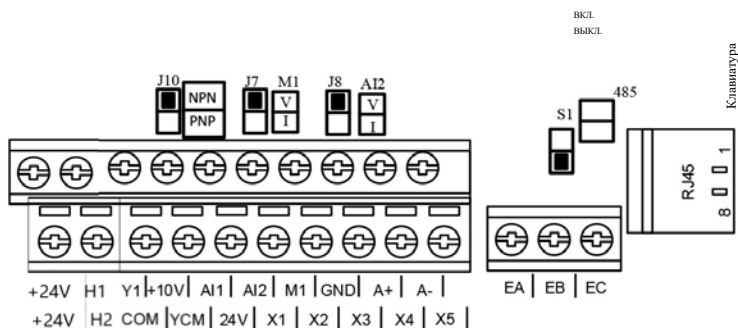 ВКЛ.
ВЫКЛ.
Клавиатура
J10
NPN
PNP
J7
M1
V
I
J8
AI2
V
I
S1
485
RJ45
1
8
+24V H1 Y1 +10V AI1 AI2 M1 GND A+ A-
+24V H2 COM YCM 24V X1 X2 X3 X4 X5
EA EB EC